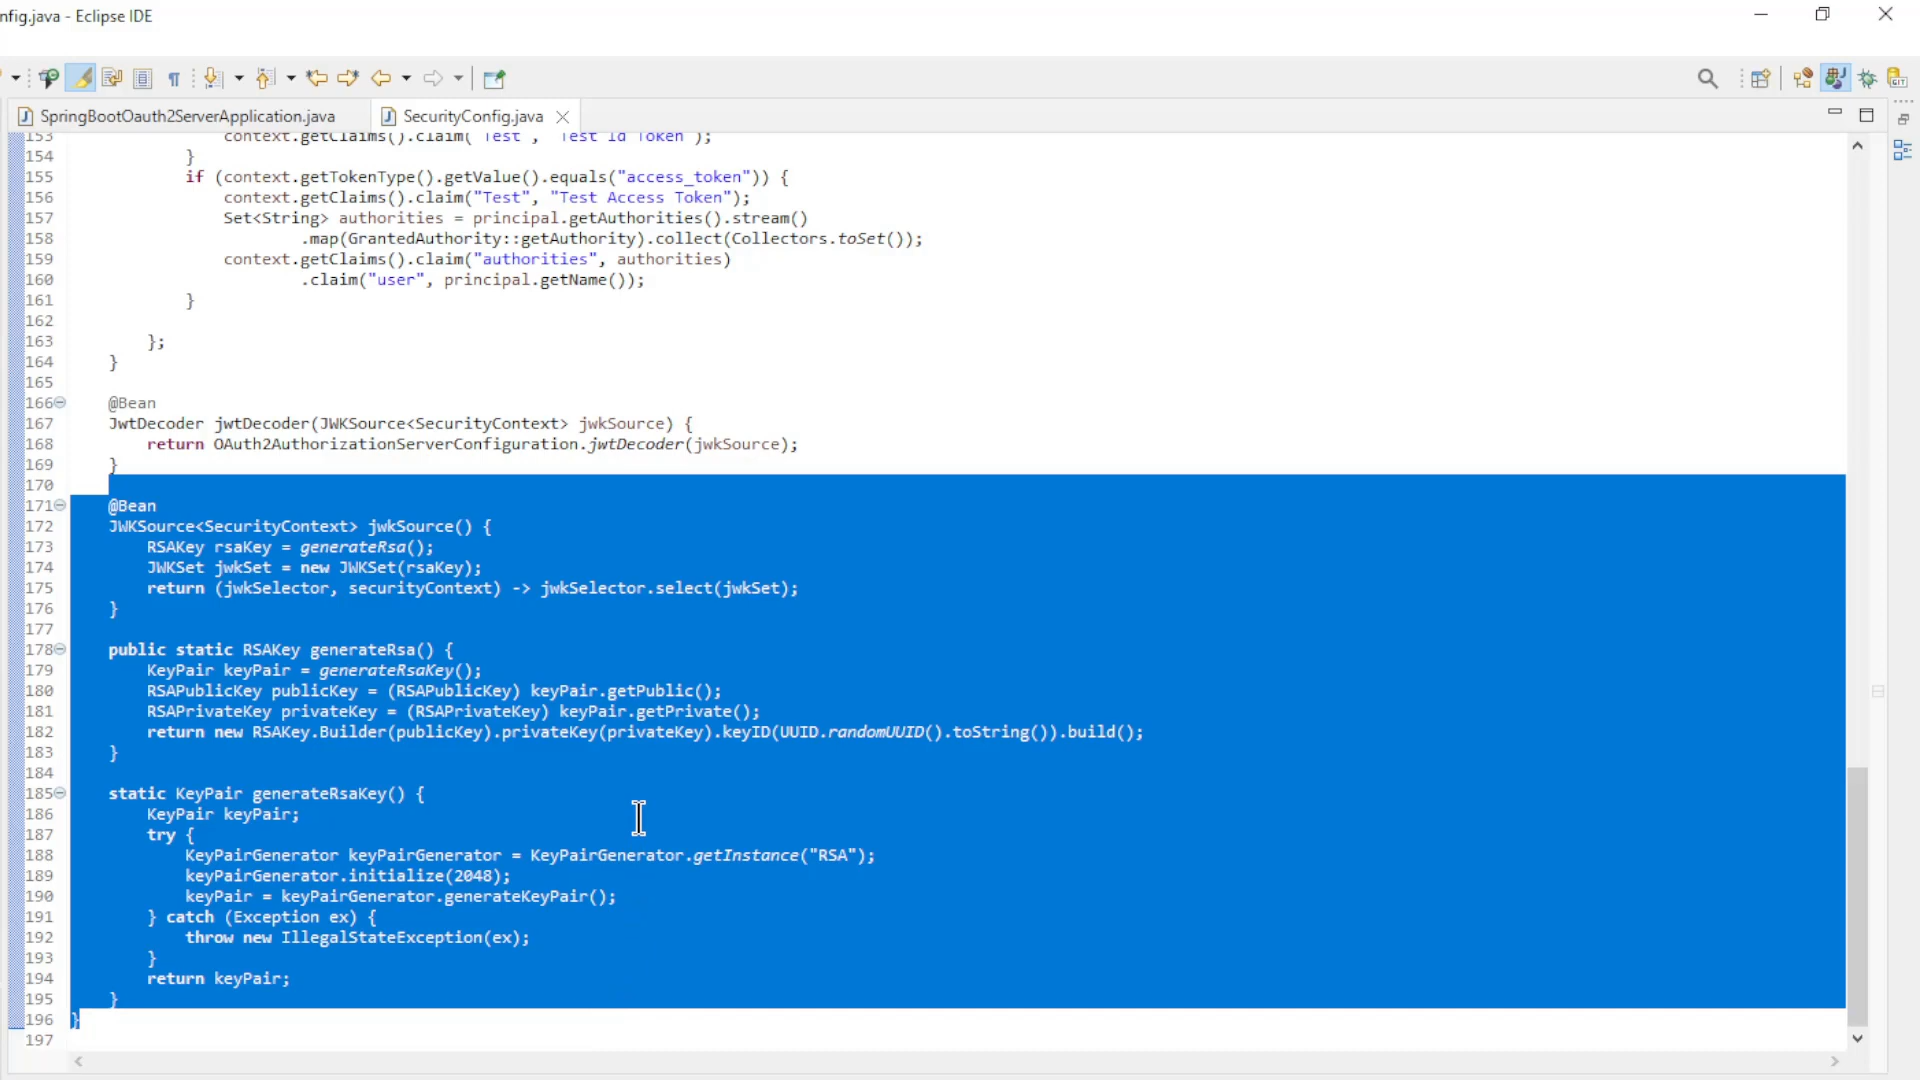 nfig.java - Eclipse IDE
SpringBootOauth2ServerApplication.java
SecurityConfig.java
153 context.getClaims().claim("Test", "Test Id Token");
154 }
155 if (context.getTokenType().getValue().equals("access_token")) {
156 context.getClaims().claim("Test", "Test Access Token");
157 Set<String> authorities = principal.getAuthorities().stream()
158 .map(GrantedAuthority::getAuthority).collect(Collectors.toSet());
159 context.getClaims().claim("authorities", authorities)
160 .claim("user", principal.getName());
161 }
162
163 };
164 }
165
166 @Bean
167 JwtDecoder jwtDecoder(JWKSource<SecurityContext> jwkSource) {
168 return OAuth2AuthorizationServerConfiguration.jwtDecoder(jwkSource);
169 }
170
171 @Bean
172 JWKSource<SecurityContext> jwkSource() {
173 RSAKey rsaKey = generateRsa();
174 JWKSet jwkSet = new JWKSet(rsaKey);
175 return (jwkSelector, securityContext) -> jwkSelector.select(jwkSet);
176 }
177
178 public static RSAKey generateRsa() {
179 KeyPair keyPair = generateRsaKey();
180 RSAPublicKey publicKey = (RSAPublicKey) keyPair.getPublic();
181 RSAPrivateKey privateKey = (RSAPrivateKey) keyPair.getPrivate();
182 return new RSAKey.Builder(publicKey).privateKey(privateKey).keyID(UUID.randomUUID().toString()).build();
183 }
184
185 static KeyPair generateRsaKey() {
186 KeyPair keyPair;
187 try {
188 KeyPairGenerator keyPairGenerator = KeyPairGenerator.getInstance("RSA");
189 keyPairGenerator.initialize(2048);
190 keyPair = keyPairGenerator.generateKeyPair();
191 } catch (Exception ex) {
192 throw new IllegalStateException(ex);
193 }
194 return keyPair;
195 }
196 }
197